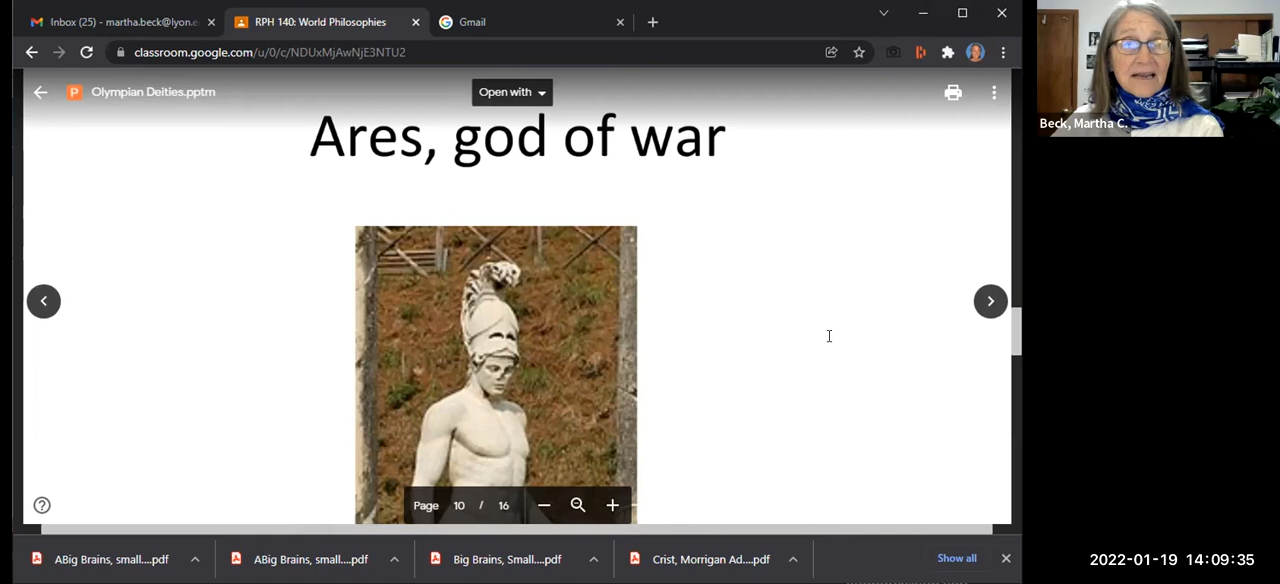 Inbox (25) - martha.beck@lyon.e
RPH 140: World Philosophies
Gmail
classroom.google.com/u/0/c/NDUxMjAwNjE3NTU2
Olympian Deities.pptm
Open with
Ares, god of war
Page 10 / 16
ABig Brains, small....pdf
ABig Brains, small....pdf
Big Brains, Small....pdf
Crist, Morrigan Ad....pdf
Show all
Beck, Martha C.
2022-01-19 14:09:35